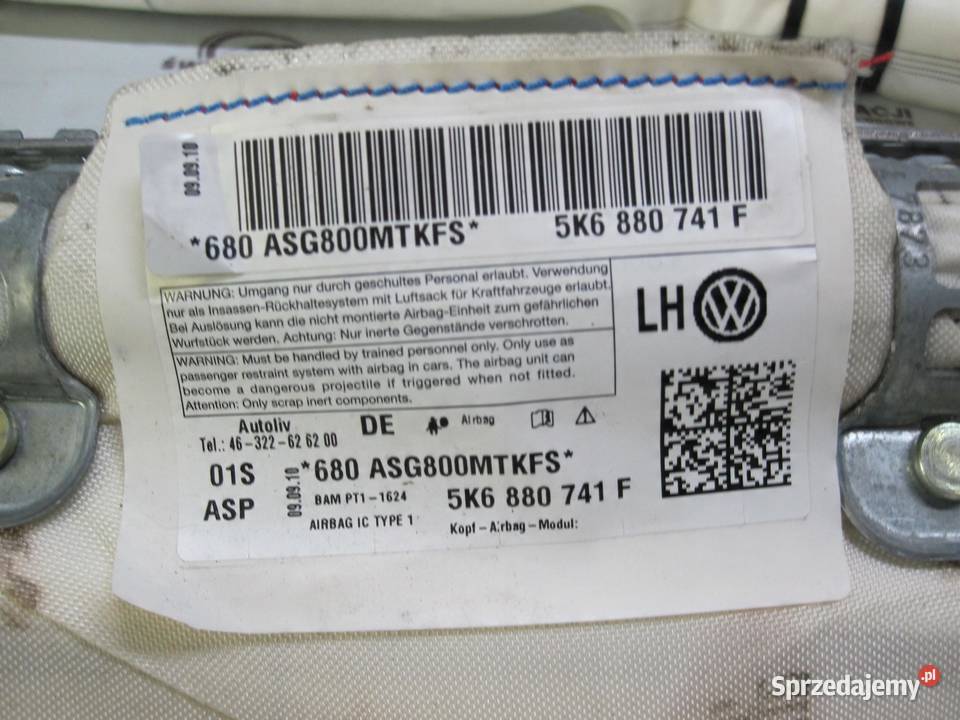 09.09.10
*680 ASG800MTKFS* 5K6 880 741 F
WARNUNG: Umgang nur durch geschultes Personal erlaubt. Verwendung
nur als Insassen-Rückhaltesystem mit Luftsack für Kraftfahrzeuge erlaubt.
Bei Auslösung kann die nicht montierte Airbag-Einheit zum gefährlichen
Wurfstück werden. Achtung: Nur inerte Gegenstände verschrotten.
WARNING: Must be handled by trained personnel only. Only use as
passenger restraint system with airbag in cars. The airbag unit can
become a dangerous projectile if triggered when not fitted.
Attention: Only scrap inert components.
LH
Autoliv DE Airbag
Tel.: 46-322-626200
01S 09.09.10 *680 ASG800MTKFS*
ASP BAM PT1-1624 5K6 880 741 F
AIRBAG IC TYPE 1 Kopf-Airbag-Modul:
ACJI
7873
Sprzedajemy.pl